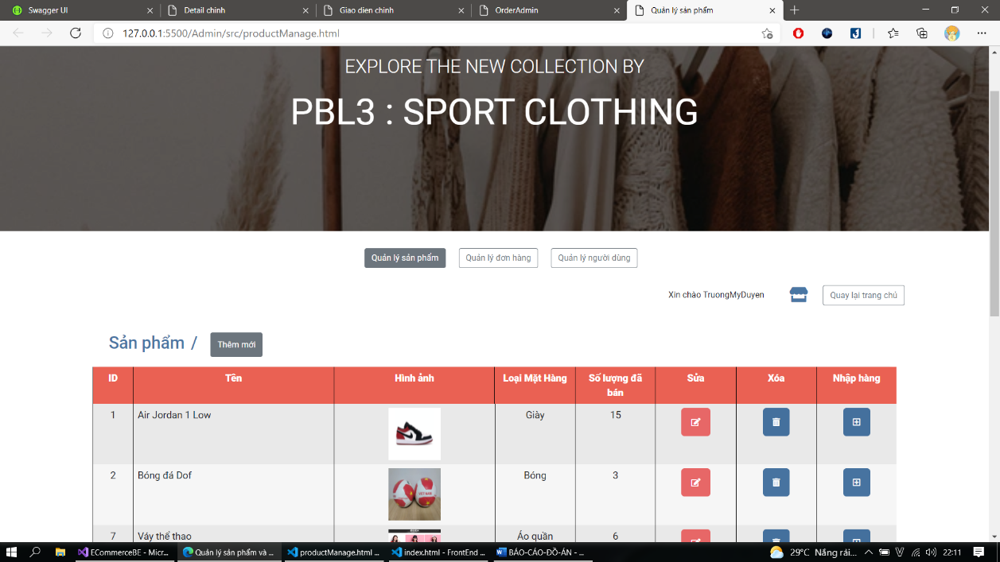 Swagger UI
Detail chinh
Giao dien chinh
OrderAdmin
Quản lý sản phẩm
127.0.0.1:5500/Admin/src/productManage.html
EXPLORE THE NEW COLLECTION BY
PBL3 : SPORT CLOTHING
Quản lý sản phẩm
Quản lý đơn hàng
Quản lý người dùng
Xin chào TruongMyDuyen
Quay lại trang chủ
Sản phẩm /
Thêm mới
ID Tên Hình ảnh Loại Mặt Hàng Số lượng đã Sửa Xóa Nhập hàng
bán
1 Air Jordan 1 Low Giày 15
2 Bóng đá Dof Bóng 3
VIỆT NAM
7 Váy thể thao Áo quần 6
ECommerceBE - Micr...
Quản lý sản phẩm và ...
productManage.html ...
index.html - FrontEnd ...
BÁO-CÁO-ĐỒ-ÁN - ...
29°C Nắng rải...
22:11